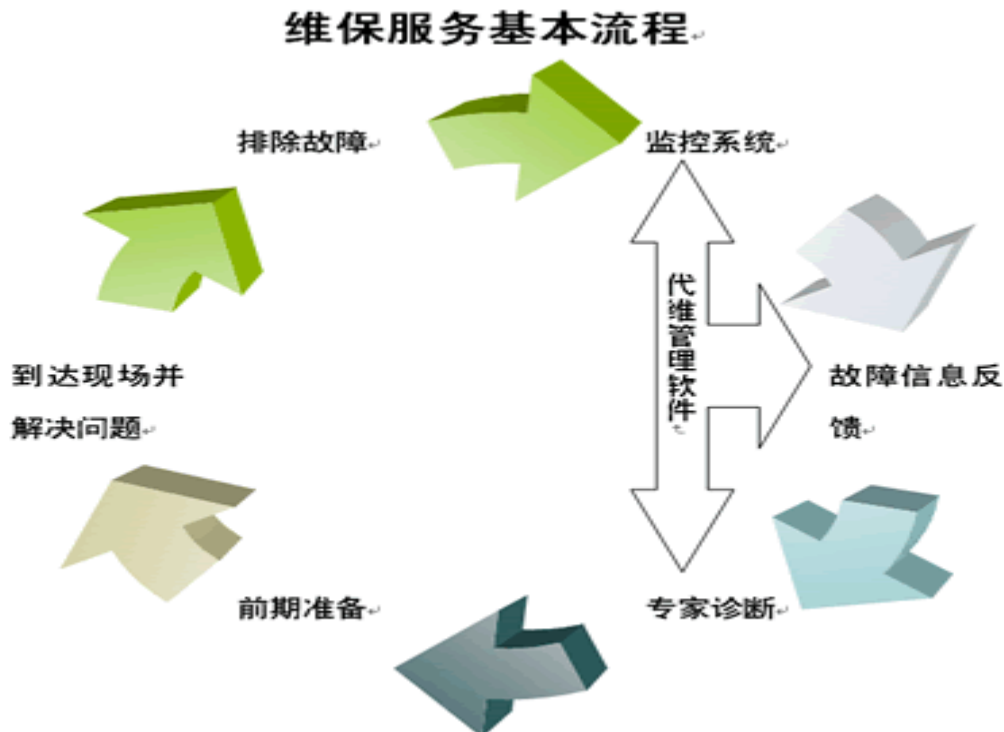 维保服务基本流程
排除故障
监控系统
代维管理软件
到达现场并
解决问题
故障信息反
馈
前期准备
专家诊断